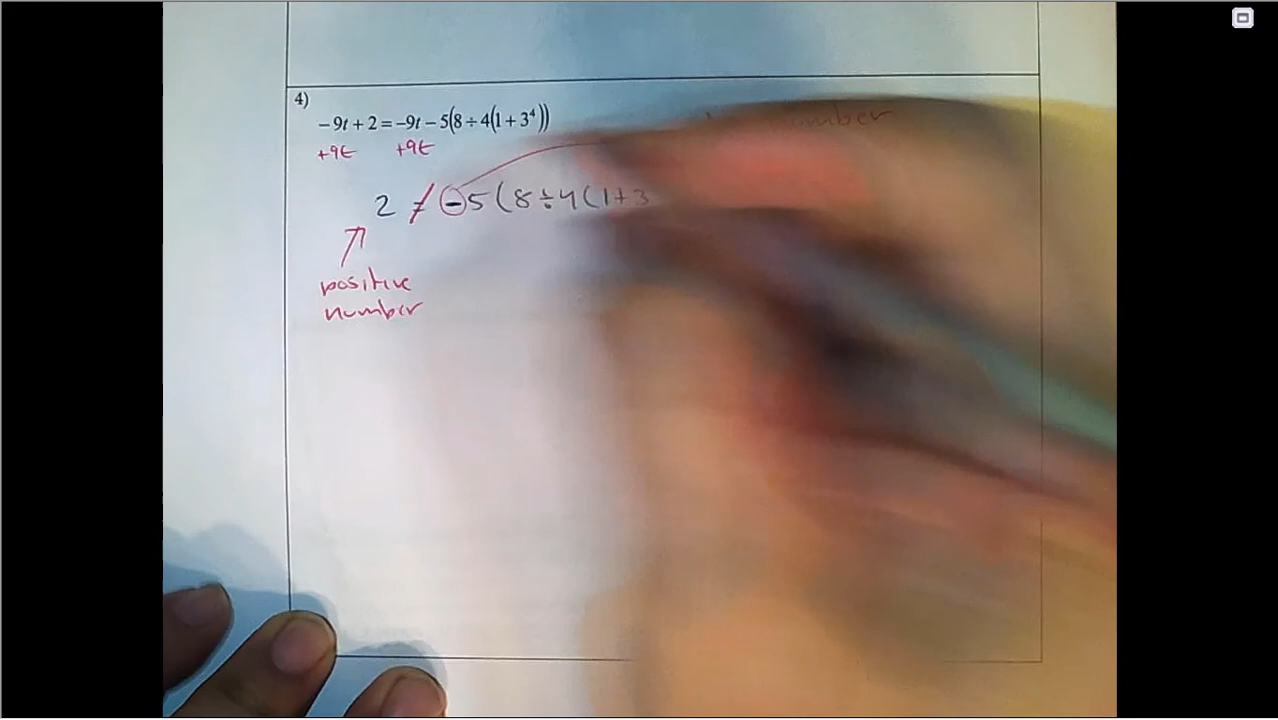 4)
−9t + 2 = −9t − 5(8 ÷ 4(1 + 3⁴))
+9t +9t
number
2 ≠ −5(8÷4(1+3
positive
number